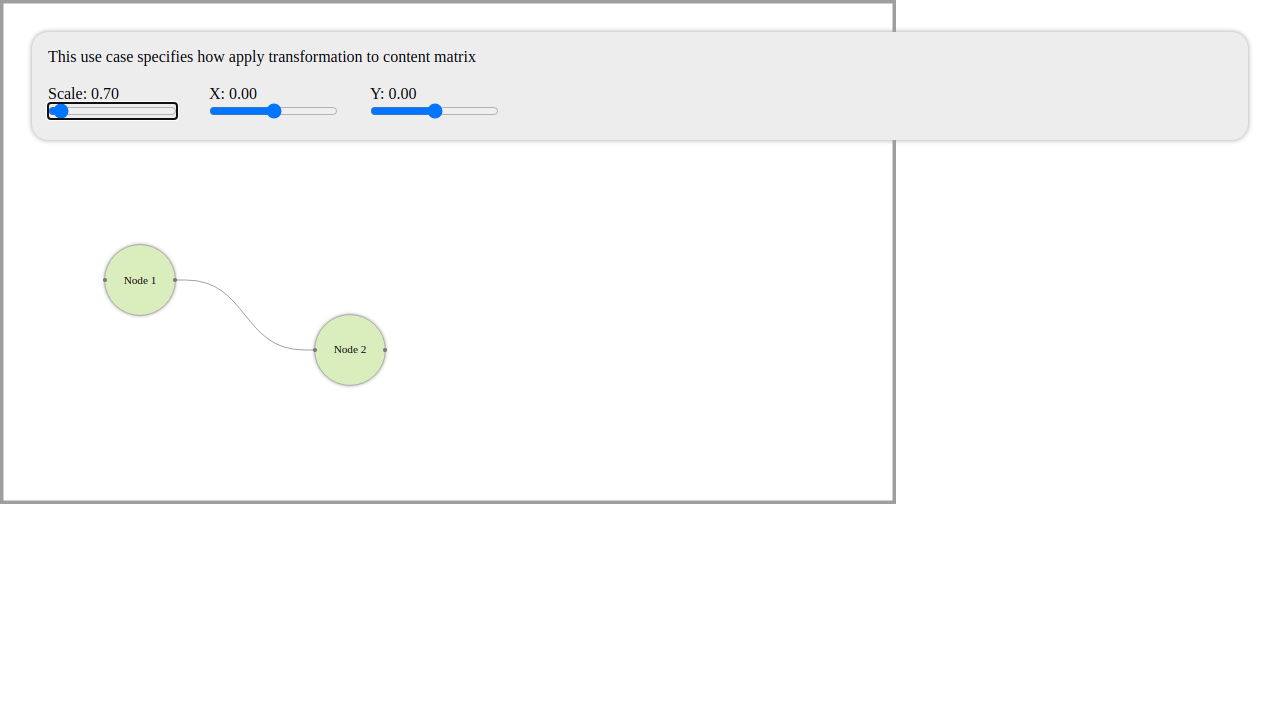 This use case specifies how apply transformation to content matrix
Scale: 0.70 X: 0.00 Y: 0.00
Node 1
Node 2